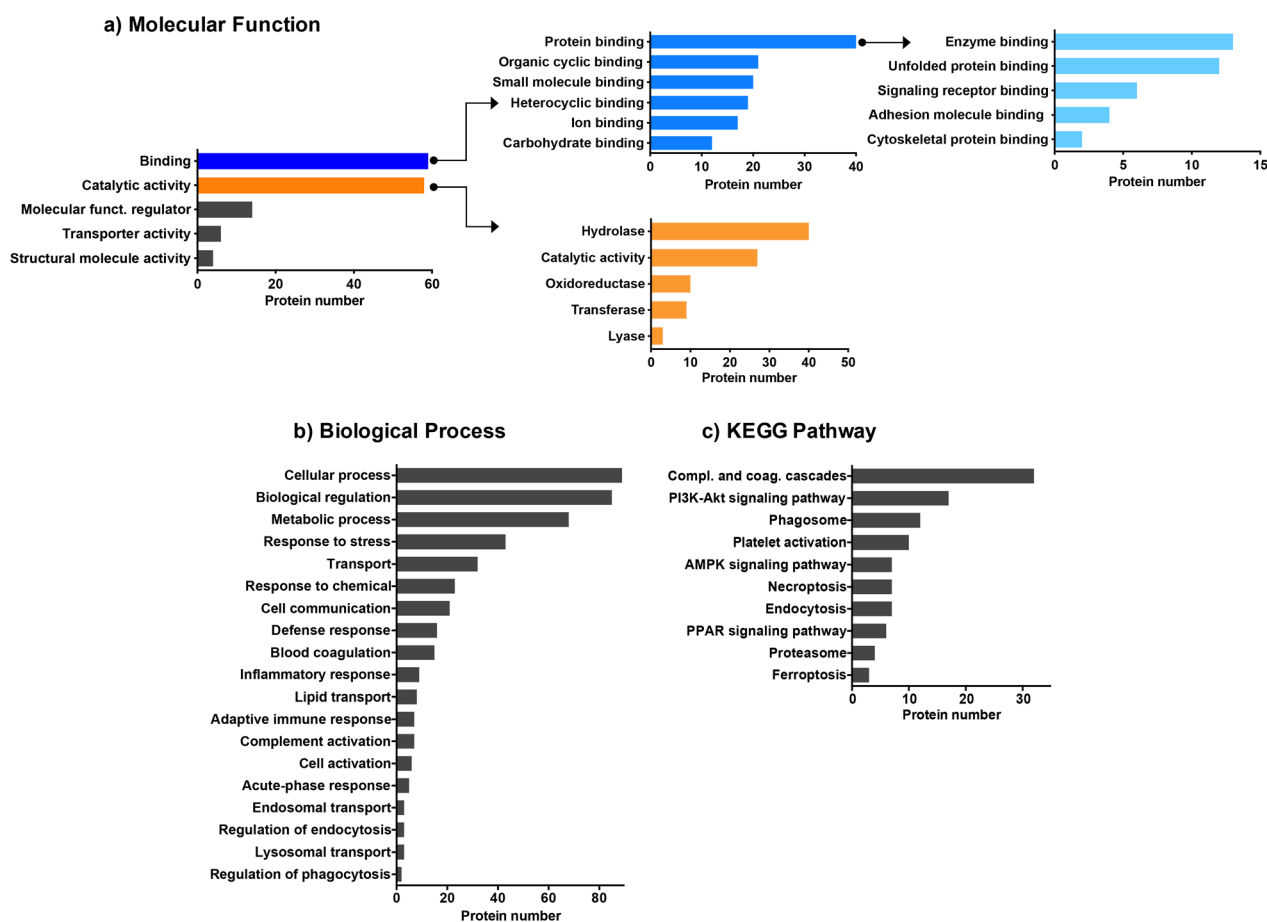 a) Molecular Function
Binding
Catalytic activity
Molecular funct. regulator
Transporter activity
Structural molecule activity
0 20 40 60
Protein number
Protein binding
Organic cyclic binding
Small molecule binding
Heterocyclic binding
Ion binding
Carbohydrate binding
0 10 20 30 40
Protein number
Enzyme binding
Unfolded protein binding
Signaling receptor binding
Adhesion molecule binding
Cytoskeletal protein binding
0 5 10 15
Protein number
Hydrolase
Catalytic activity
Oxidoreductase
Transferase
Lyase
0 10 20 30 40 50
Protein number
b) Biological Process
Cellular process
Biological regulation
Metabolic process
Response to stress
Transport
Response to chemical
Cell communication
Defense response
Blood coagulation
Inflammatory response
Lipid transport
Adaptive immune response
Complement activation
Cell activation
Acute-phase response
Endosomal transport
Regulation of endocytosis
Lysosomal transport
Regulation of phagocytosis
0 20 40 60 80
Protein number
c) KEGG Pathway
Compl. and coag. cascades
PI3K-Akt signaling pathway
Phagosome
Platelet activation
AMPK signaling pathway
Necroptosis
Endocytosis
PPAR signaling pathway
Proteasome
Ferroptosis
0 10 20 30
Protein number